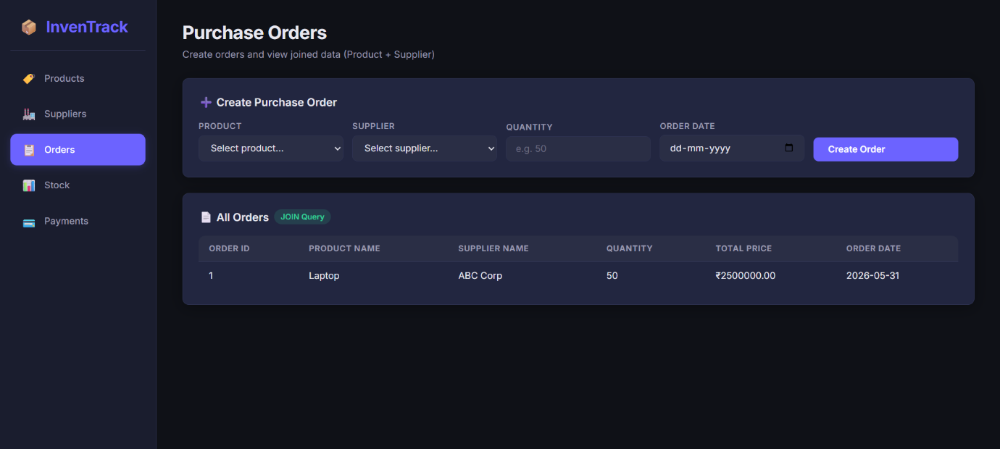 InvenTrack
Products
Suppliers
Orders
Stock
Payments
Purchase Orders
Create orders and view joined data (Product + Supplier)
Create Purchase Order
PRODUCT SUPPLIER QUANTITY ORDER DATE
Select product... Select supplier... e.g. 50 dd-mm-yyyy Create Order
All Orders JOIN Query
ORDER ID PRODUCT NAME SUPPLIER NAME QUANTITY TOTAL PRICE ORDER DATE
1 Laptop ABC Corp 50 ₹2500000.00 2026-05-31